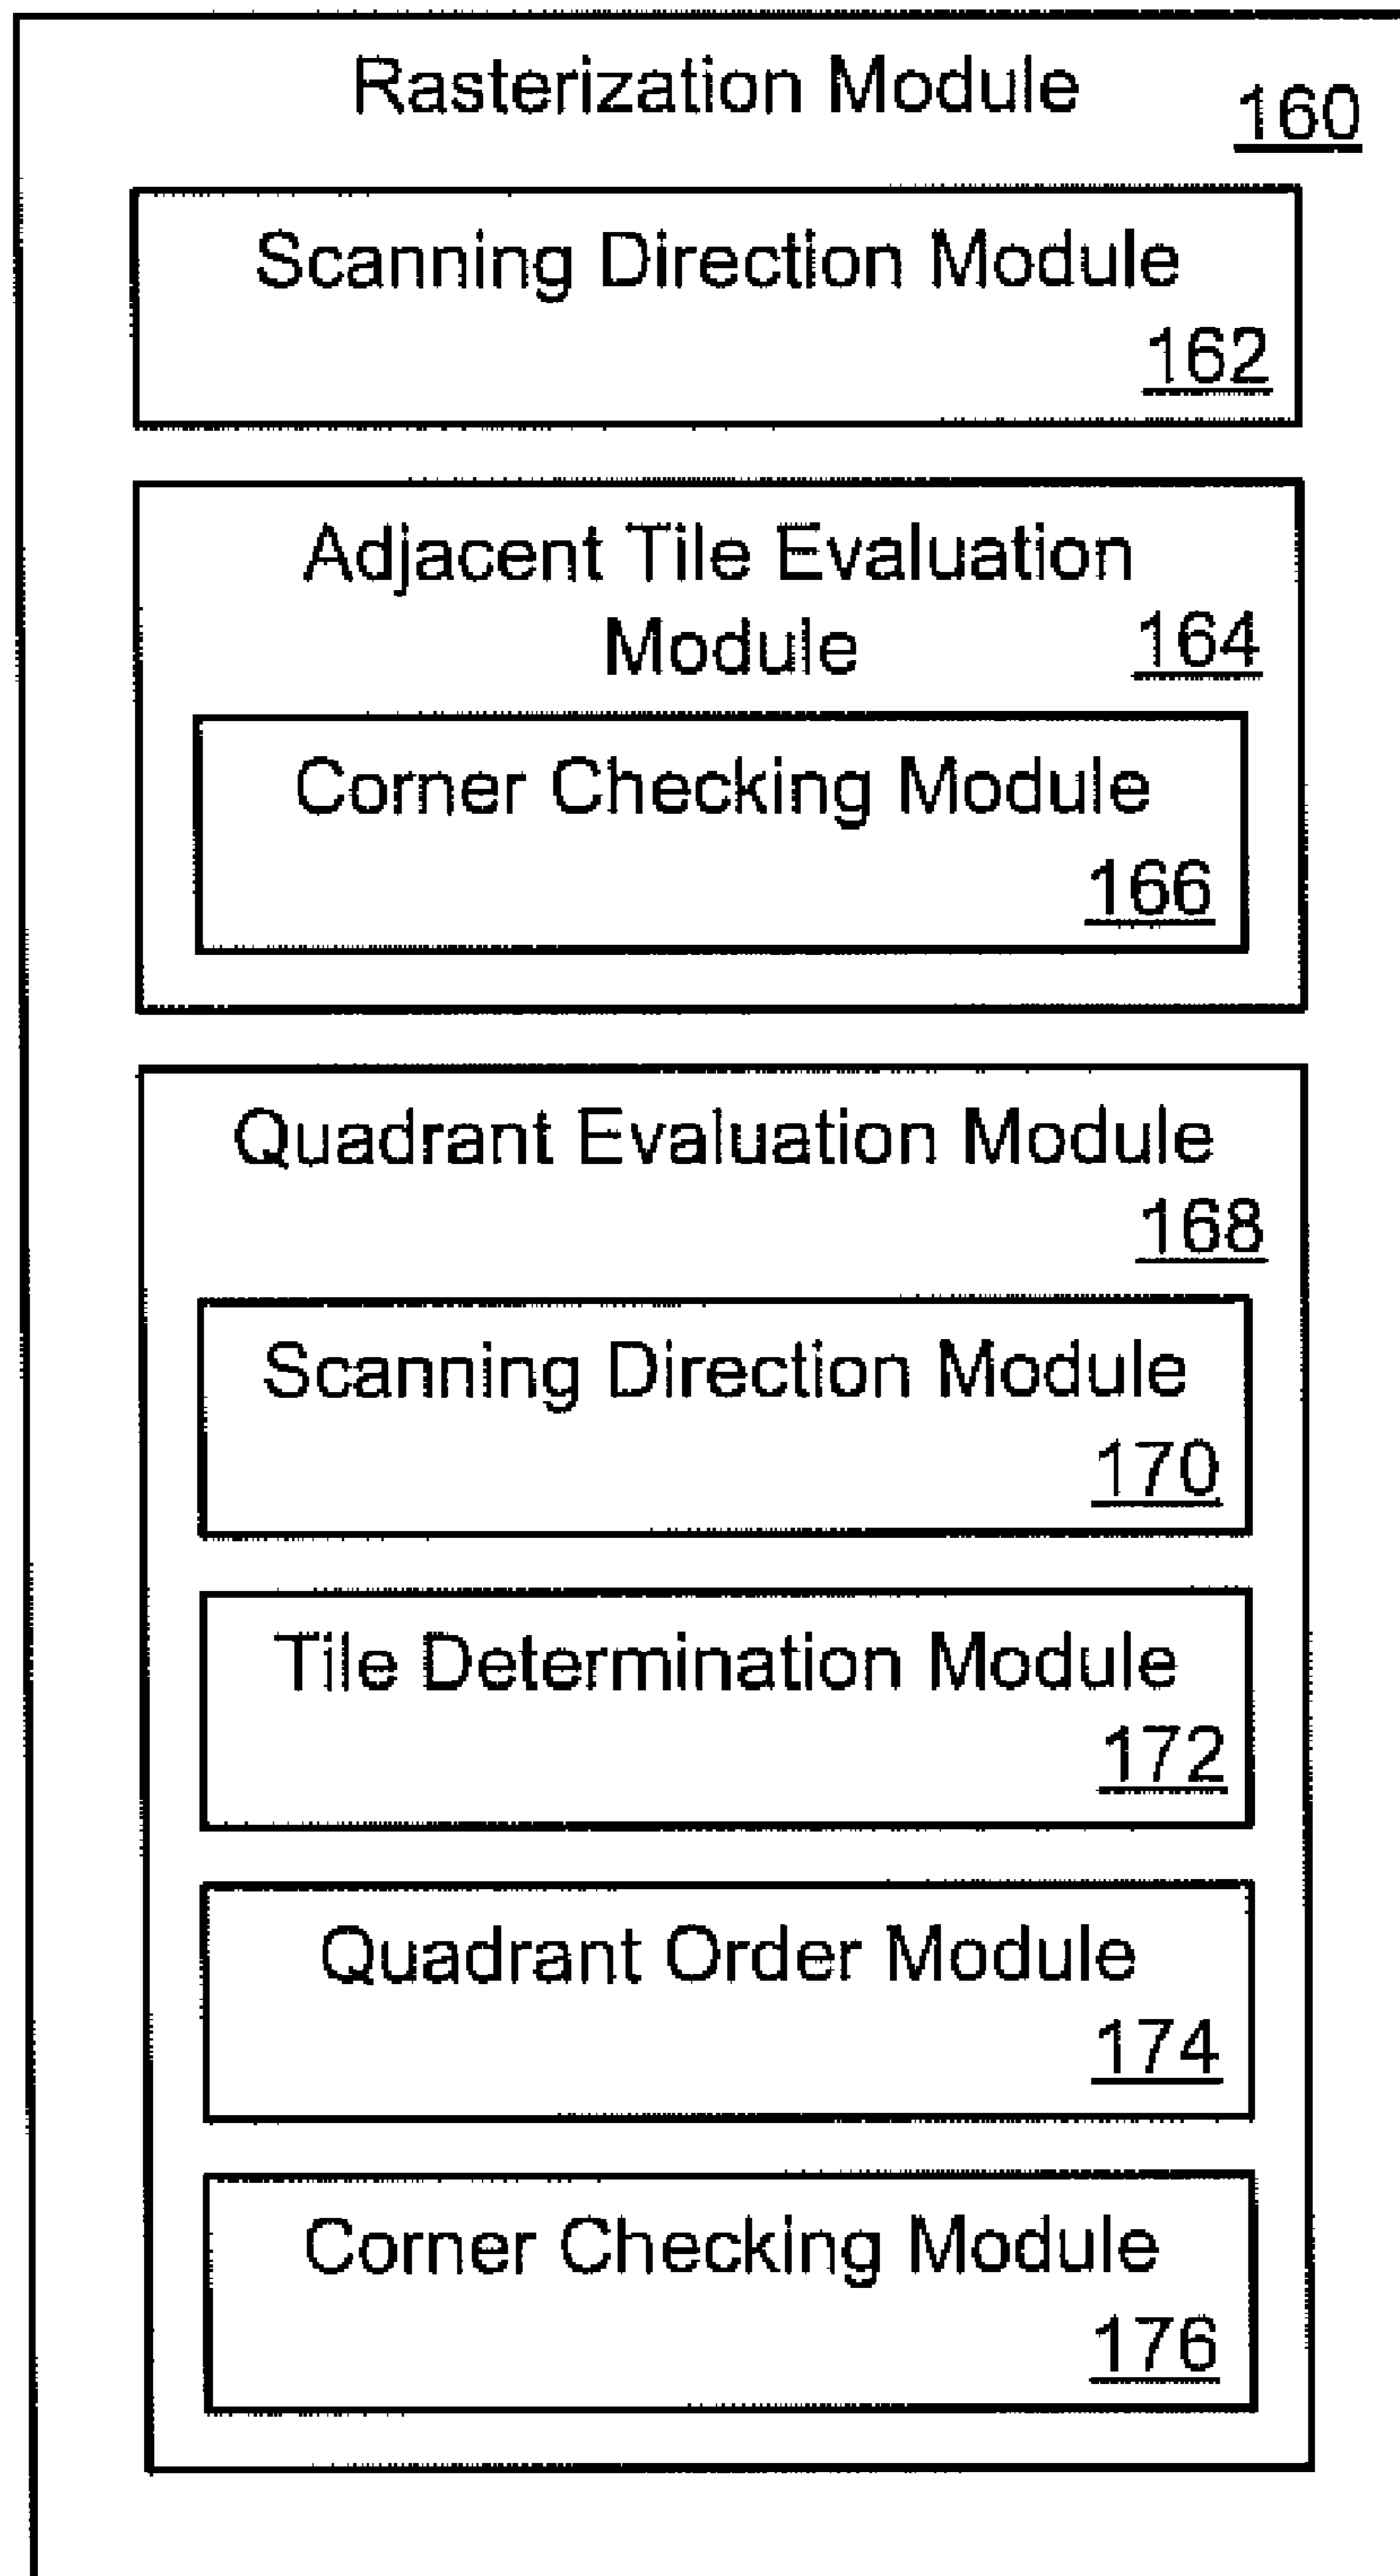 Rasterization Module 160
Scanning Direction Module
162
Adjacent Tile Evaluation
Module 164
Corner Checking Module
166
Quadrant Evaluation Module
168
Scanning Direction Module
170
Tile Determination Module
172
Quadrant Order Module
174
Corner Checking Module
176